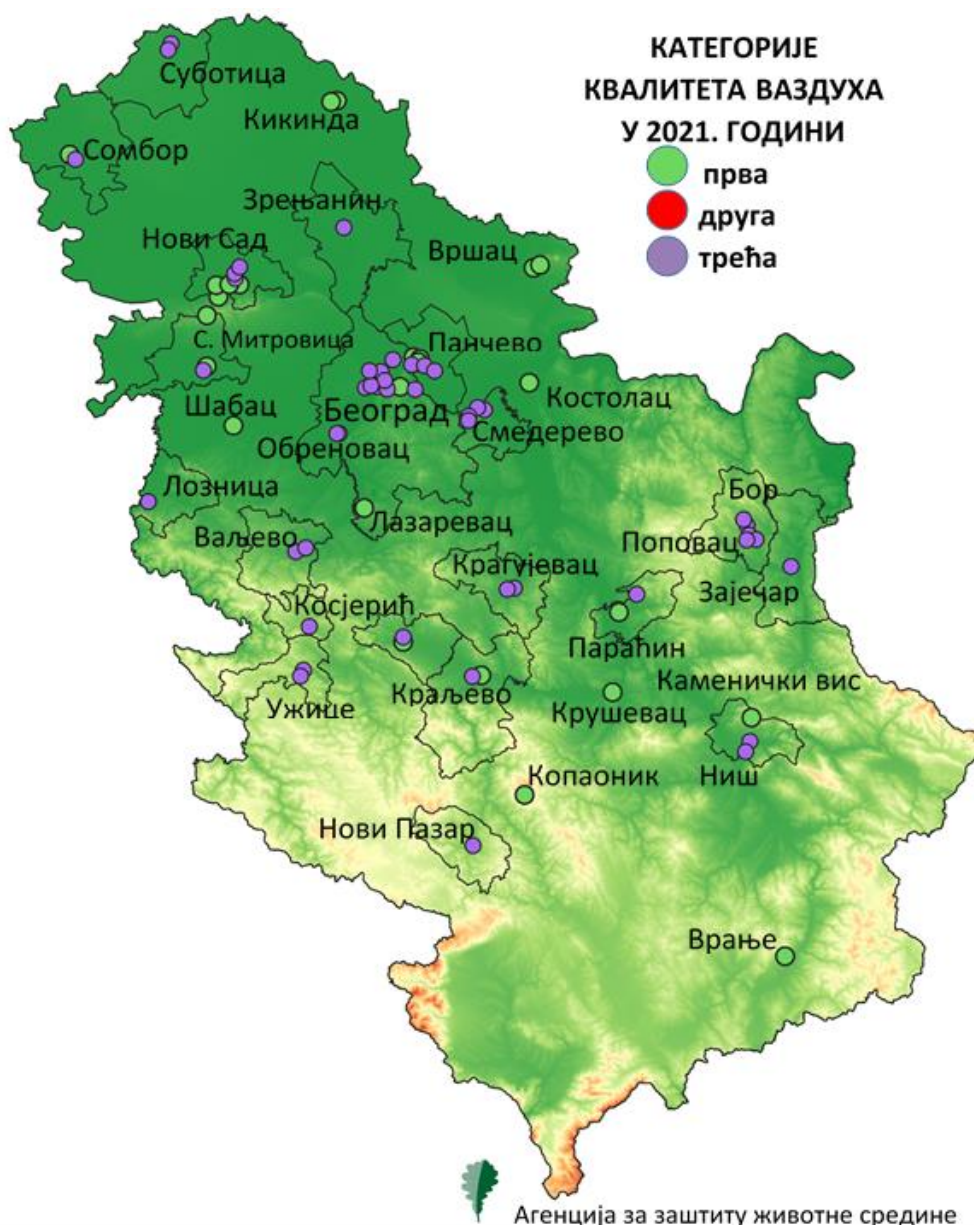 КАТЕГОРИЈЕ
КВАЛИТЕТА ВАЗДУХА
У 2021. ГОДИНИ
прва
друга
трећа
Суботица
Кикинда
Сомбор
Зрењанин
Нови Сад
Вршац
С. Митровица
Панчево
Шабац
Београд
Костолац
Смедерево
Обреновац
Лозница
Лазаревац
Бор
Ваљево
Поповац
Крагујевац
Зајечар
Косјерић
Параћин
Каменички вис
Краљево
Крушевац
Ужице
Копаоник
Ниш
Нови Пазар
Врање
Агенција за заштиту животне средине